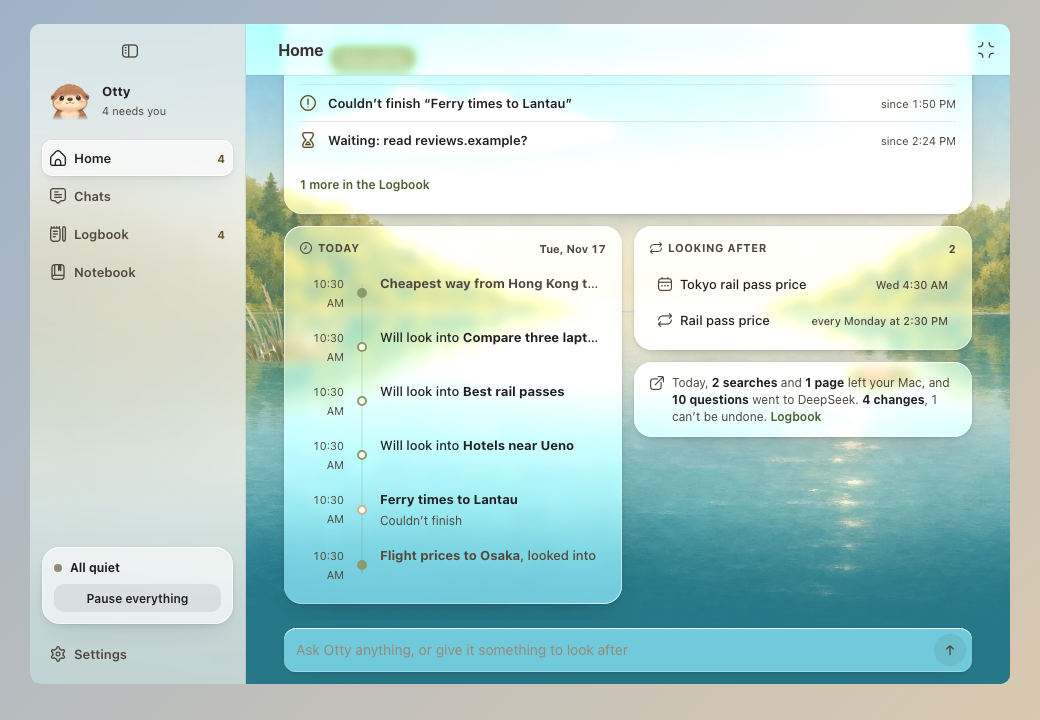 Home
Otty
4 needs you
Home 4
Chats
Logbook 4
Notebook
All quiet
Pause everything
Settings
Couldn’t finish “Ferry times to Lantau” since 1:50 PM
Waiting: read reviews.example? since 2:24 PM
1 more in the Logbook
TODAY Tue, Nov 17
10:30 AM Cheapest way from Hong Kong t…
10:30 AM Will look into Compare three lapt…
10:30 AM Will look into Best rail passes
10:30 AM Will look into Hotels near Ueno
10:30 AM Ferry times to Lantau
Couldn’t finish
10:30 AM Flight prices to Osaka, looked into
LOOKING AFTER 2
Tokyo rail pass price Wed 4:30 AM
Rail pass price every Monday at 2:30 PM
Today, 2 searches and 1 page left your Mac, and
10 questions went to DeepSeek. 4 changes, 1
can’t be undone. Logbook
Ask Otty anything, or give it something to look after